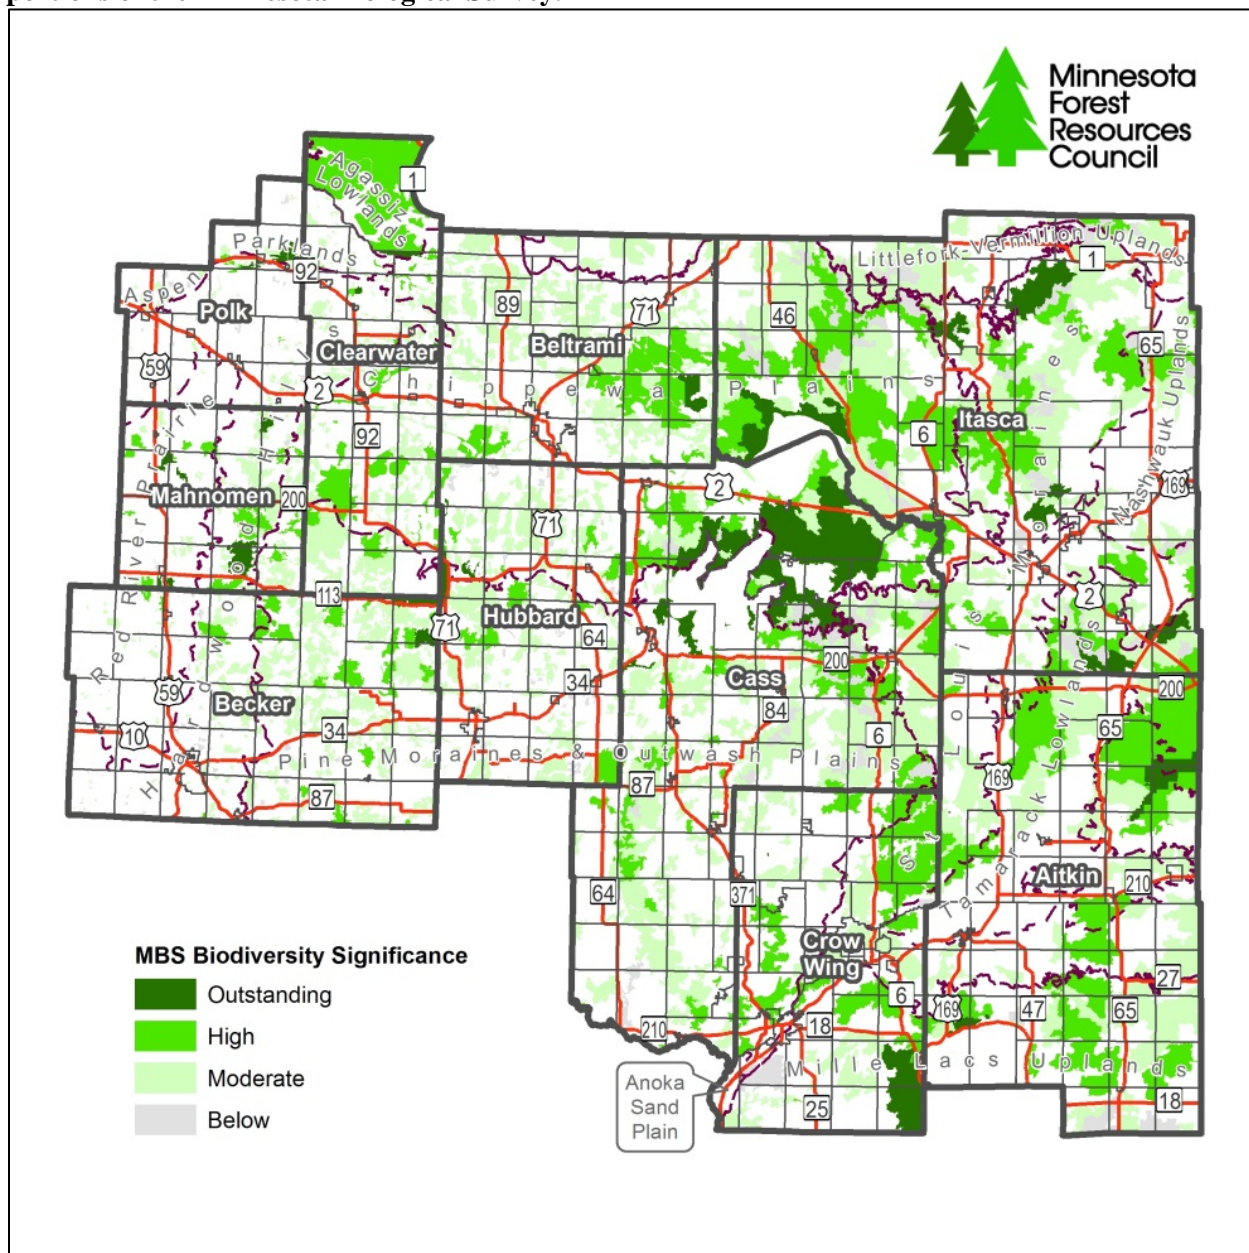 Minnesota
Forest
Resources
Council
Agassiz
Lowlands
1
Parklands
92
Aspen
Polk
59
2
Clearwater
89
71
Beltrami
46
Littlefork-Vermillion Uplands
1
65
Chippewa Plains
6
Itasca
Nashwauk Uplands
169
92
Mahnomen
200
Red River Prairie
Hardwood Hills
2
71
St. Louis Moraines
2
113
71
Hubbard
64
34
200
Cass
84
6
59
10
Becker
34
87
Pine Moraines & Outwash Plains
87
200
65
169
Tamarack Lowlands
Aitkin
210
64
371
Crow
Wing
6
169
47
65
27
210
18
Mille Lacs Uplands
25
18
Anoka
Sand
Plain
MBS Biodiversity Significance
Outstanding
High
Moderate
Below